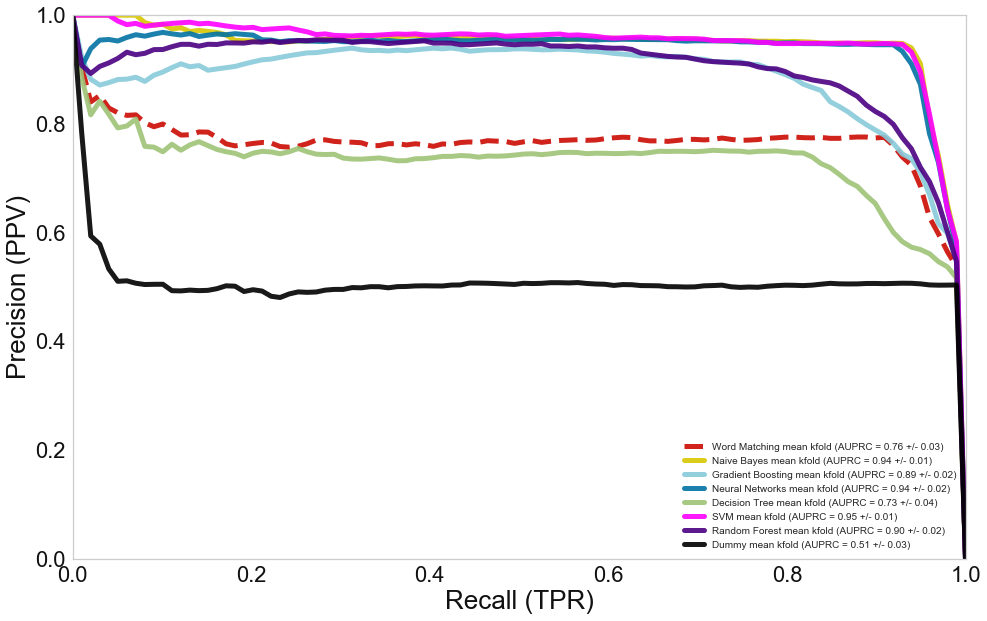 1.0
0.8
0.6
0.4
0.2
0.0
Precision (PPV)
Word Matching mean kfold (AUPRC = 0.76 +/- 0.03)
Naive Bayes mean kfold (AUPRC = 0.94 +/- 0.01)
Gradient Boosting mean kfold (AUPRC = 0.89 +/- 0.02)
Neural Networks mean kfold (AUPRC = 0.94 +/- 0.02)
Decision Tree mean kfold (AUPRC = 0.73 +/- 0.04)
SVM mean kfold (AUPRC = 0.95 +/- 0.01)
Random Forest mean kfold (AUPRC = 0.90 +/- 0.02)
Dummy mean kfold (AUPRC = 0.51 +/- 0.03)
0.0 0.2 0.4 0.6 0.8 1.0
Recall (TPR)